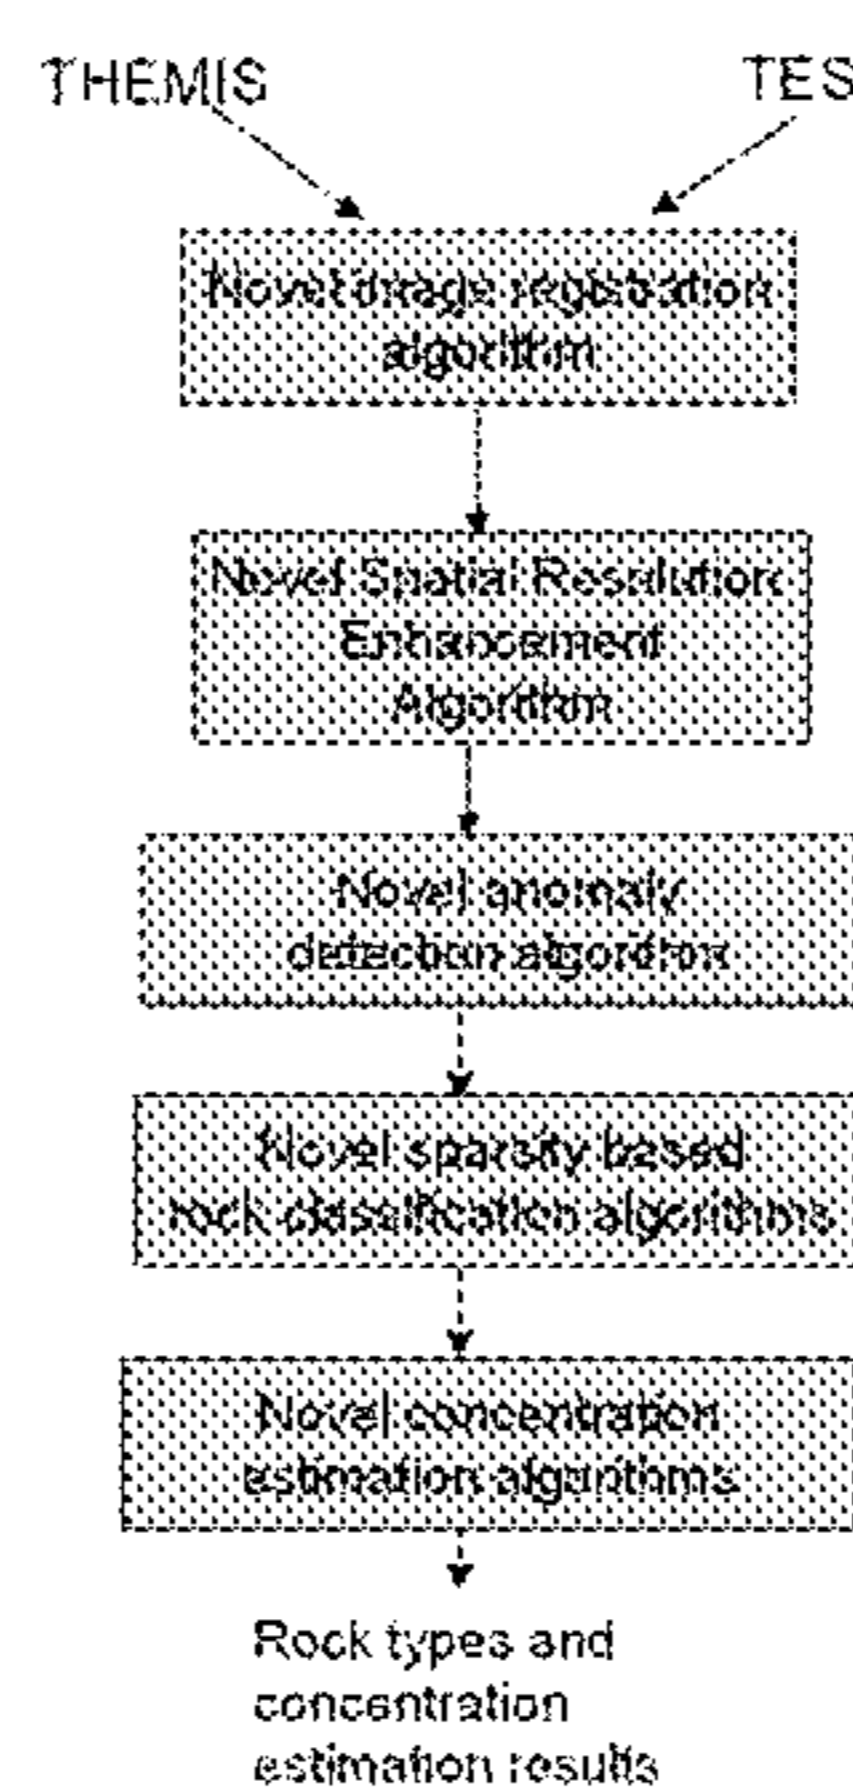 THEMIS TES
Novel image registration
algorithm
Novel Spatial Resolution
Enhancement
Algorithm
Novel anomaly
detection algorithm
Novel sparsity based
rock classification algorithms
Novel concentration
estimation algorithms
Rock types and
concentration
estimation results